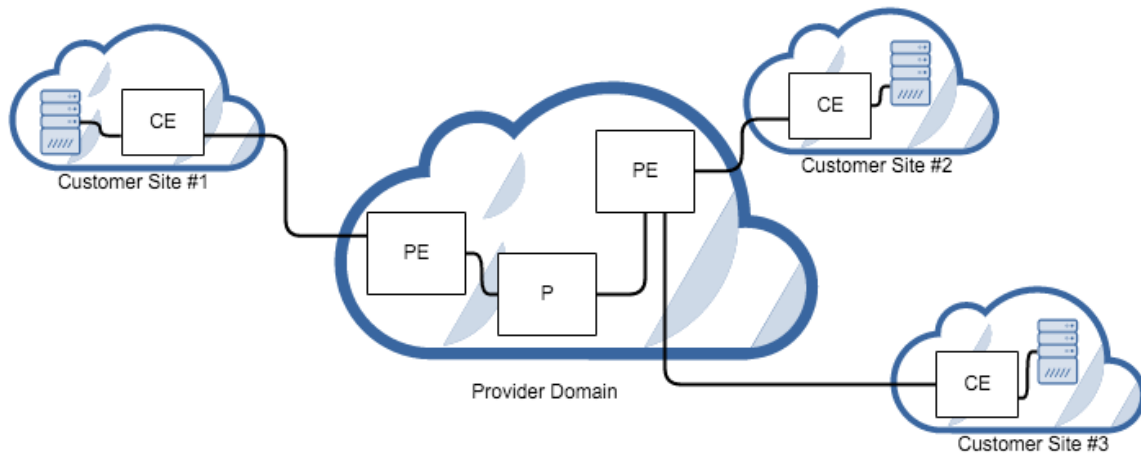 CE
Customer Site #1
CE
Customer Site #2
PE
PE
P
Provider Domain
CE
Customer Site #3